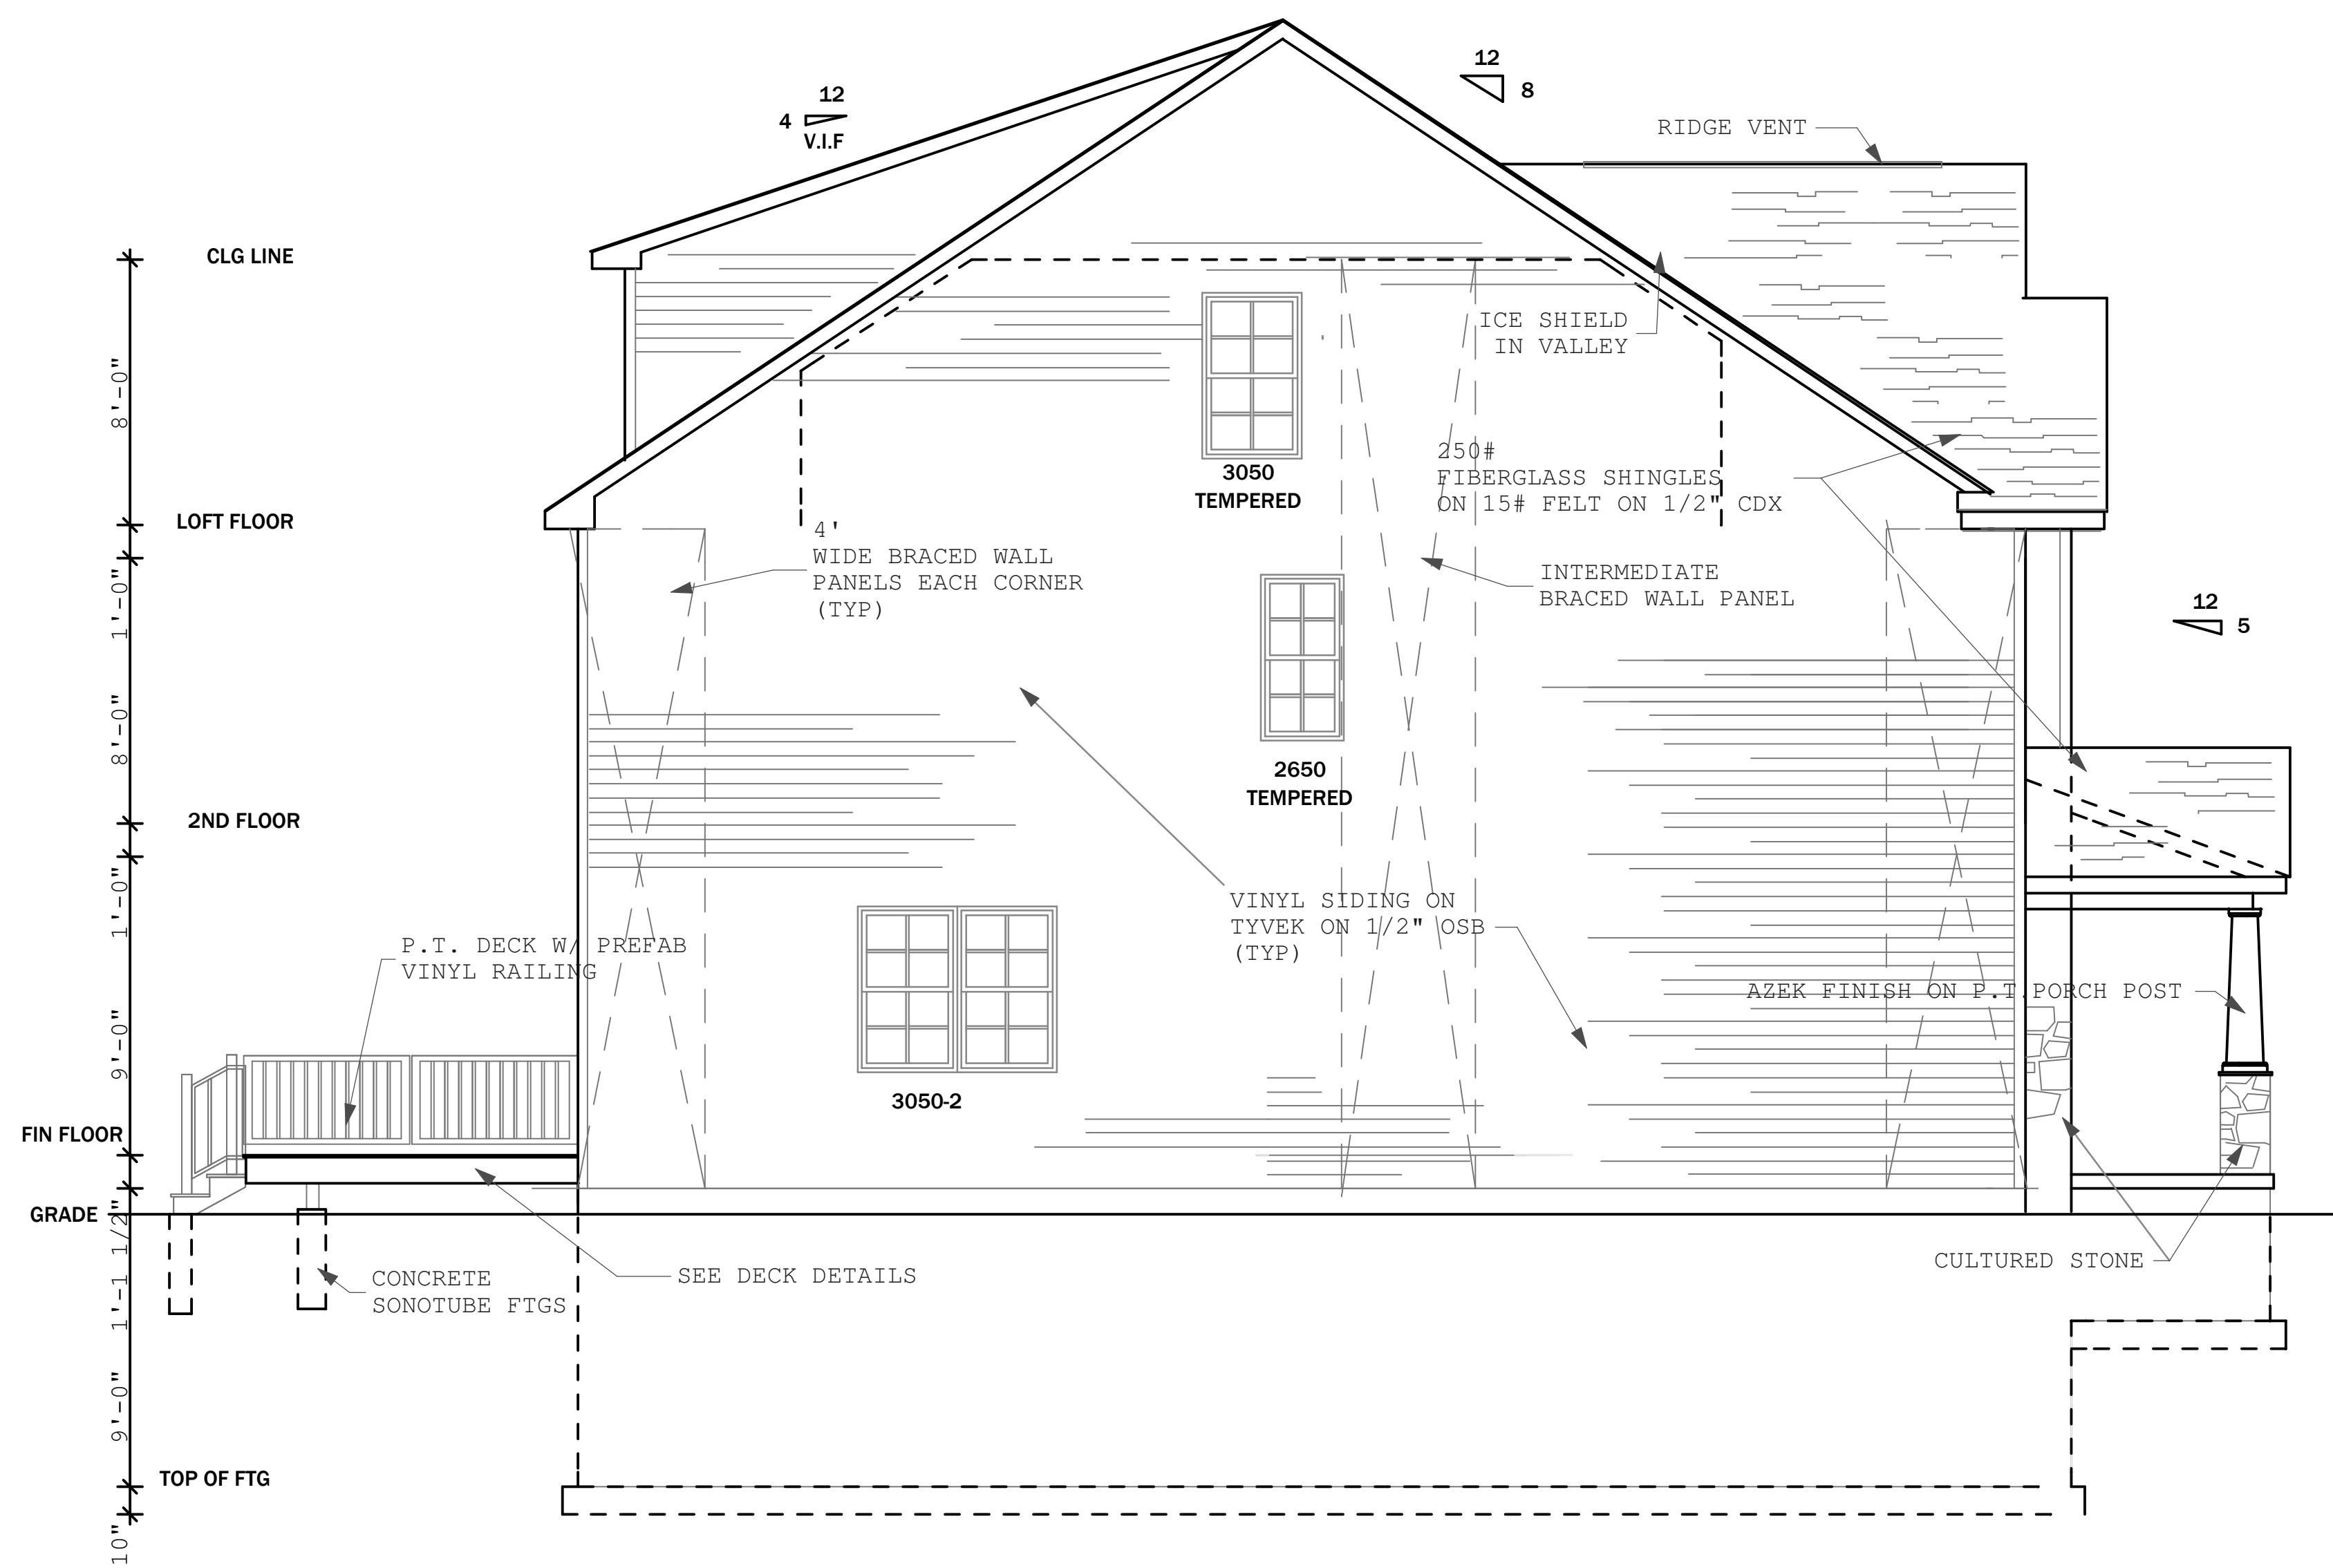 12
8
12
4
V.I.F
RIDGE VENT
CLG LINE
ICE SHIELD
IN VALLEY
8'-0"
250#
FIBERGLASS SHINGLES
ON 15# FELT ON 1/2" CDX
3050
TEMPERED
LOFT FLOOR
4'
WIDE BRACED WALL
PANELS EACH CORNER
(TYP)
INTERMEDIATE
BRACED WALL PANEL
1'-0"
12
5
8'-0"
2650
TEMPERED
2ND FLOOR
1'-0"
VINYL SIDING ON
TYVEK ON 1/2" OSB
(TYP)
P.T. DECK W/ PREFAB
VINYL RAILING
AZEK FINISH ON P.T.PORCH POST
9'-0"
3050-2
FIN FLOOR
GRADE
1'-1 1/2"
CULTURED STONE
SEE DECK DETAILS
CONCRETE
SONOTUBE FTGS
9'-0"
TOP OF FTG
10"